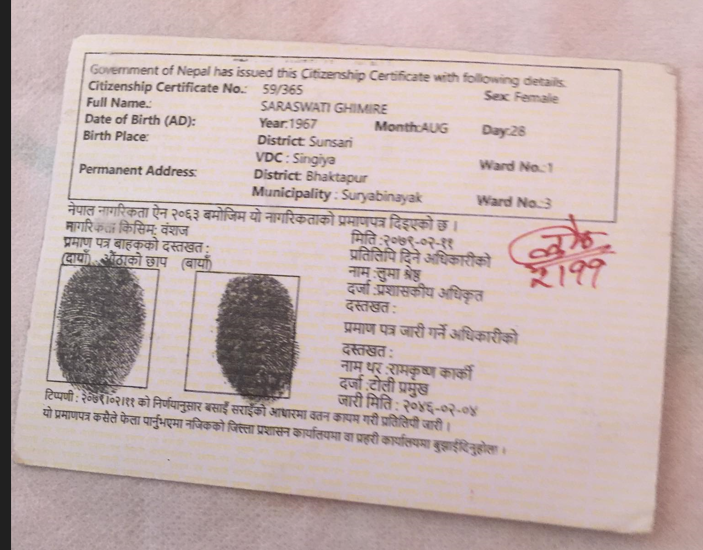 Government of Nepal has issued this Citizenship Certificate with following details.
Citizenship Certificate No.: 59/365 Sex: Female
Full Name.: SARASWATI GHIMIRE
Date of Birth (AD): Year:1967 Month:AUG Day:28
Birth Place: District: Sunsari
VDC : Singiya Ward No.:1
Permanent Address: District: Bhaktapur
Municipality : Suryabinayak Ward No.:3
नेपाल नागरिकता ऐन २०६३ बमोजिम यो नागरिकताको प्रमाणपत्र दिइएको छ ।
नागरिकता किसिम: वंशज
प्रमाण पत्र बाहकको दस्तखत :
(दायाँ) औंठाको छाप (बायाँ)
मिति :२०७९-०२-११
प्रतिलिपि दिने अधिकारीको
नाम :तुमा श्रेष्ठ
दर्जा :प्रशासकीय अधिकृत
दस्तखत :
प्रमाण पत्र जारी गर्ने अधिकारीको
दस्तखत :
नाम थर :रामकृष्ण कार्की
दर्जा :टोली प्रमुख
जारी मिति : २०४६-०२-०४
२।११
टिप्पणी : २०७९।०२।११ को निर्णयानुसार बसाइँ सराईको आधारमा वतन कायम गरी प्रतिलिपी जारी ।
यो प्रमाणपत्र कसैले फेला पार्नुभएमा नजिकको जिल्ला प्रशासन कार्यालयमा वा प्रहरी कार्यालयमा बुझाईदिनुहोला ।